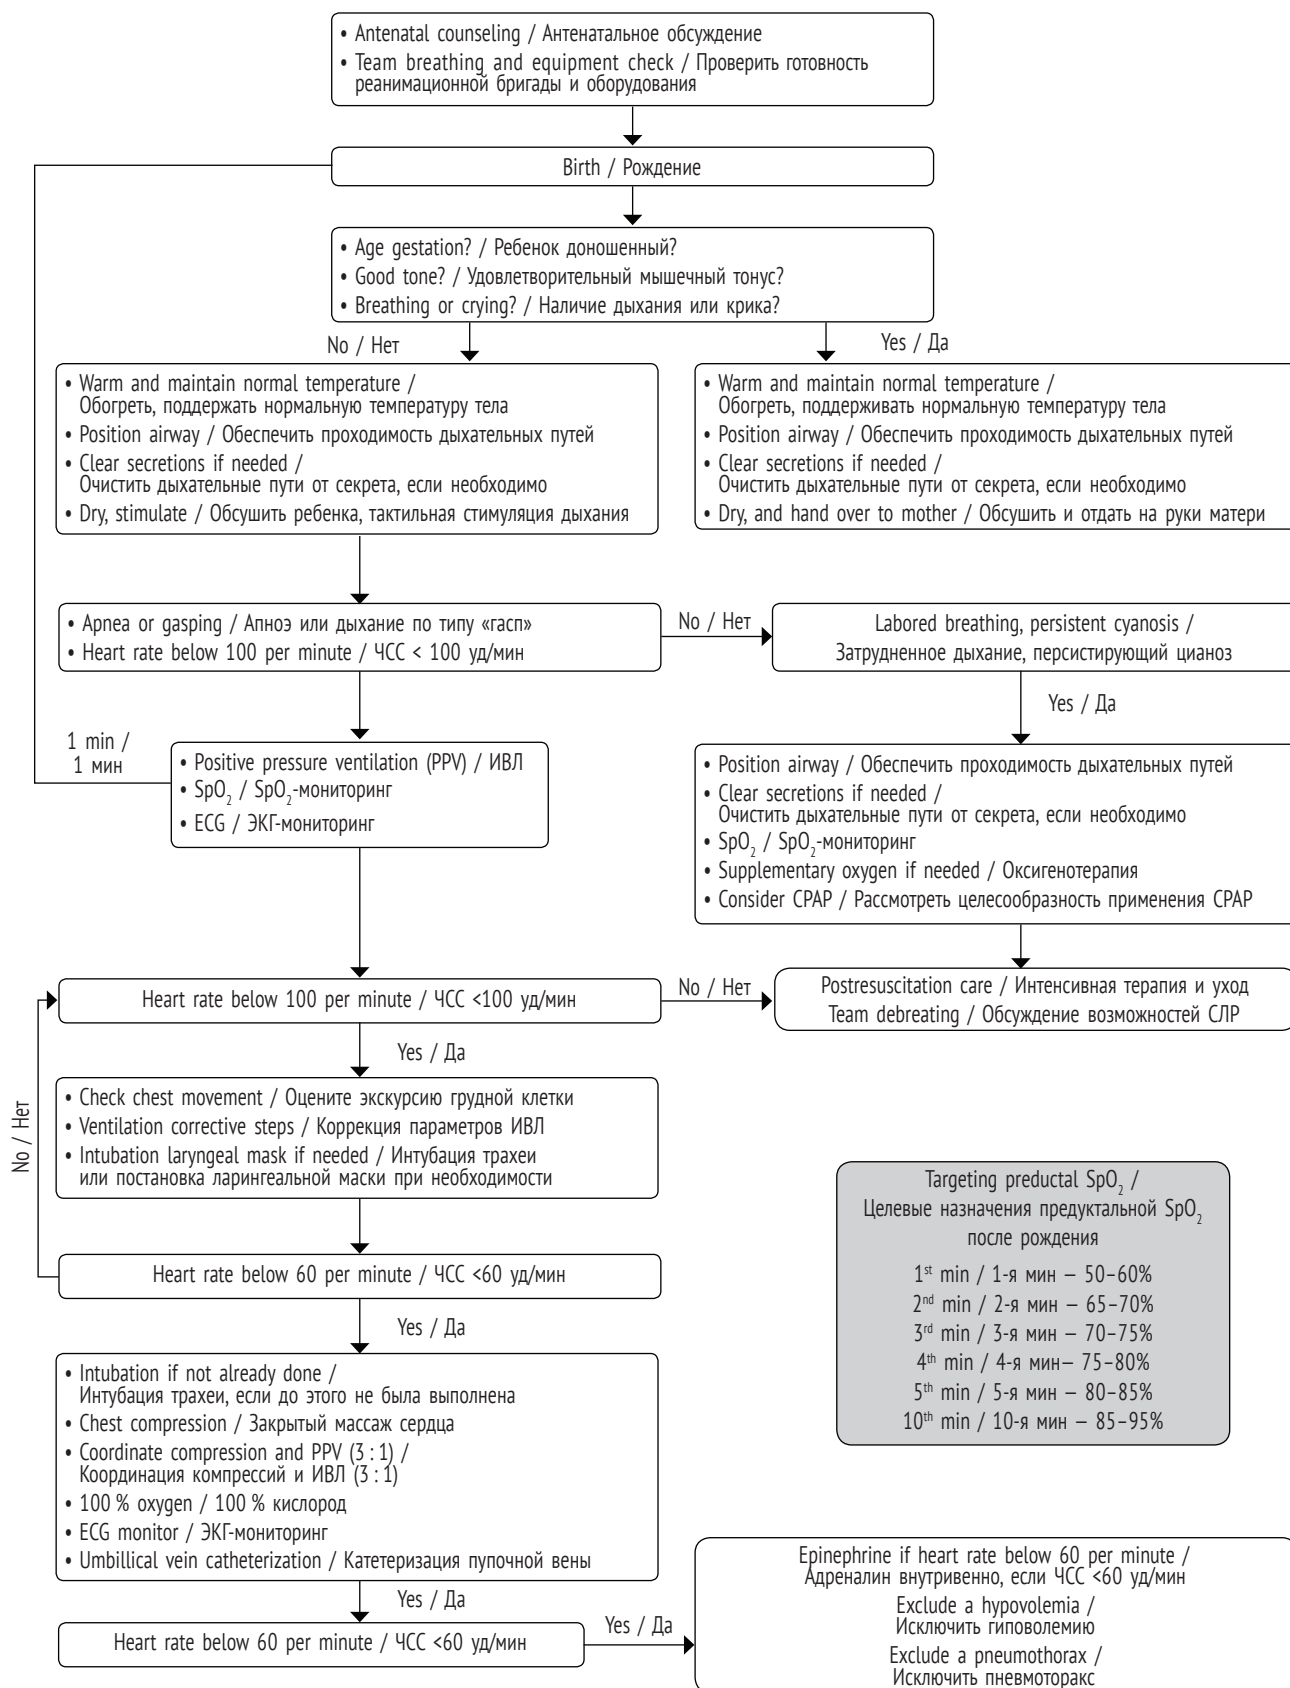 • Antenatal counseling / Антенатальное обсуждение
• Team breathing and equipment check / Проверить готовность
реанимационной бригады и оборудования
Birth / Рождение
• Age gestation? / Ребенок доношенный?
• Good tone? / Удовлетворительный мышечный тонус?
• Breathing or crying? / Наличие дыхания или крика?
No / Нет
Yes / Да
• Warm and maintain normal temperature /
Обогреть, поддержать нормальную температуру тела
• Position airway / Обеспечить проходимость дыхательных путей
• Clear secretions if needed /
Очистить дыхательные пути от секрета, если необходимо
• Dry, stimulate / Обсушить ребенка, тактильная стимуляция дыхания
• Warm and maintain normal temperature /
Обогреть, поддерживать нормальную температуру тела
• Position airway / Обеспечить проходимость дыхательных путей
• Clear secretions if needed /
Очистить дыхательные пути от секрета, если необходимо
• Dry, and hand over to mother / Обсушить и отдать на руки матери
• Apnea or gasping / Апноэ или дыхание по типу «гасп»
• Heart rate below 100 per minute / ЧСС < 100 уд/мин
No / Нет
Labored breathing, persistent cyanosis /
Затрудненное дыхание, персистирующий цианоз
Yes / Да
1 min /
1 мин
• Positive pressure ventilation (PPV) / ИВЛ
• SpO₂ / SpO₂-мониторинг
• ECG / ЭКГ-мониторинг
• Position airway / Обеспечить проходимость дыхательных путей
• Clear secretions if needed /
Очистить дыхательные пути от секрета, если необходимо
• SpO₂ / SpO₂-мониторинг
• Supplementary oxygen if needed / Оксигенотерапия
• Consider CPAP / Рассмотреть целесообразность применения CPAP
Heart rate below 100 per minute / ЧСС <100 уд/мин
No / Нет
Postresuscitation care / Интенсивная терапия и уход
Team debreating / Обсуждение возможностей СЛР
Yes / Да
No / Нет
• Check chest movement / Оцените экскурсию грудной клетки
• Ventilation corrective steps / Коррекция параметров ИВЛ
• Intubation laryngeal mask if needed / Интубация трахеи
или постановка ларингеальной маски при необходимости
Heart rate below 60 per minute / ЧСС <60 уд/мин
Yes / Да
Targeting preductal SpO₂ /
Целевые назначения предуктальной SpO₂
после рождения
1st min / 1-я мин – 50–60%
2nd min / 2-я мин – 65–70%
3rd min / 3-я мин – 70–75%
4th min / 4-я мин– 75–80%
5th min / 5-я мин – 80–85%
10th min / 10-я мин – 85–95%
• Intubation if not already done /
Интубация трахеи, если до этого не была выполнена
• Chest compression / Закрытый массаж сердца
• Coordinate compression and PPV (3 : 1) /
Координация компрессий и ИВЛ (3 : 1)
• 100 % oxygen / 100 % кислород
• ECG monitor / ЭКГ-мониторинг
• Umbillical vein catheterization / Катетеризация пупочной вены
Yes / Да
Heart rate below 60 per minute / ЧСС <60 уд/мин
Yes / Да
Epinephrine if heart rate below 60 per minute /
Адреналин внутривенно, если ЧСС <60 уд/мин
Exclude a hypovolemia /
Исключить гиповолемию
Exclude a pneumothorax /
Исключить пневмоторакс